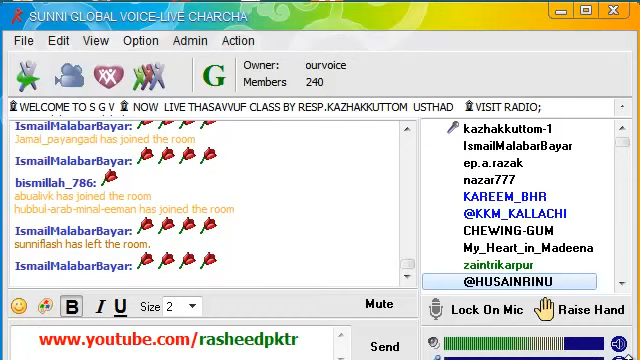 SUNNI GLOBAL VOICE-LIVE CHARCHA
File Edit View Option Admin Action
G
Owner: ourvoice
Members 240
WELCOME TO S G V NOW LIVE THASAVVUF CLASS BY RESP.KAZHAKKUTTOM USTHAD VISIT RADIO;
IsmailMalabarBayar:
Jamal_payangadi has joined the room
IsmailMalabarBayar:
bismillah_786:
abualivk has joined the room
hubbul-arab-minal-eeman has joined the room
IsmailMalabarBayar:
sunniflash has left the room.
IsmailMalabarBayar:
kazhakkuttom-1
IsmailMalabarBayar
ep.a.razak
nazar777
KAREEM_BHR
@KKM_KALLACHI
CHEWING-GUM
My_Heart_in_Madeena
zaintrikarpur
@HUSAINRINU
B I U Size 2 Mute
Lock On Mic Raise Hand
www.youtube.com/rasheedpktr
Send